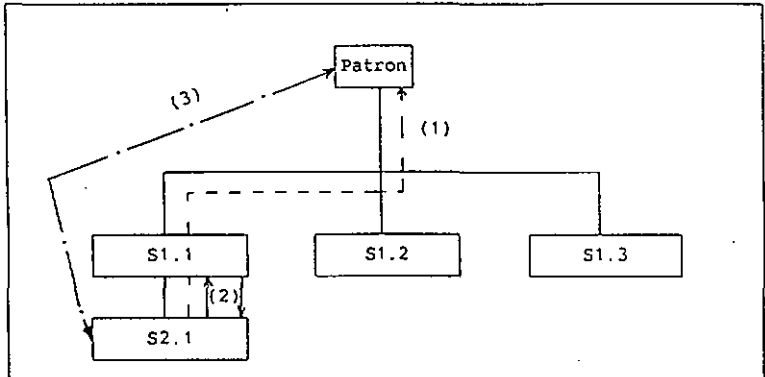 Patron
(3)
(1)
S1.1
S1.2
S1.3
(2)
S2.1